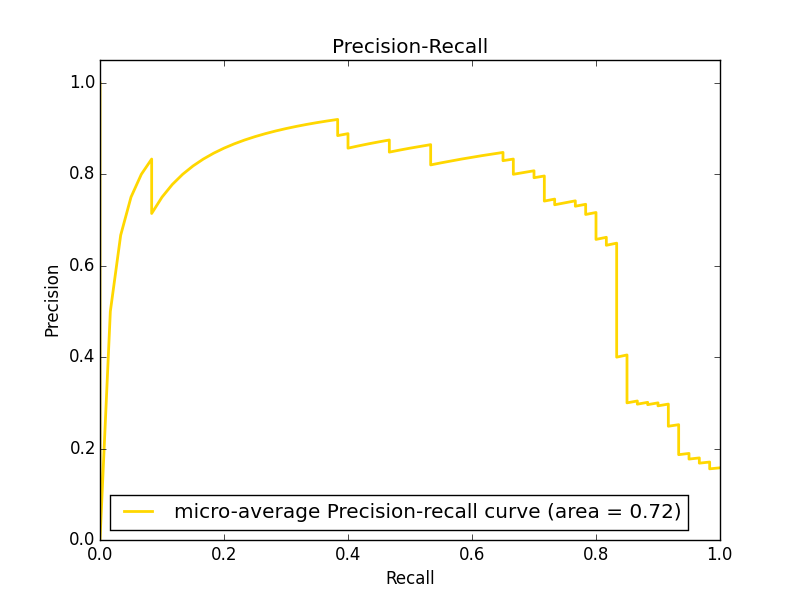 Precision-Recall
1.0
0.8
0.6
0.4
0.2
0.0
Precision
micro-average Precision-recall curve (area = 0.72)
0.0 0.2 0.4 0.6 0.8 1.0
Recall